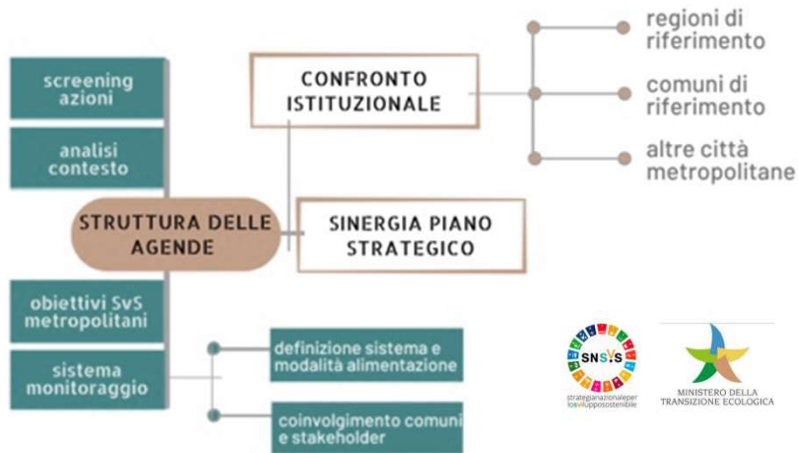 screening
azioni
analisi
contesto
STRUTTURA DELLE
AGENDE
obiettivi SvS
metropolitani
sistema
monitoraggio
definizione sistema e
modalità alimentazione
coinvolgimento comuni
e stakeholder
CONFRONTO
ISTITUZIONALE
SINERGIA PIANO
STRATEGICO
regioni di
riferimento
comuni di
riferimento
altre città
metropolitane
SNSVS
strategianazionaleper
losvilupposostenibile
MINISTERO DELLA
TRANSIZIONE ECOLOGICA